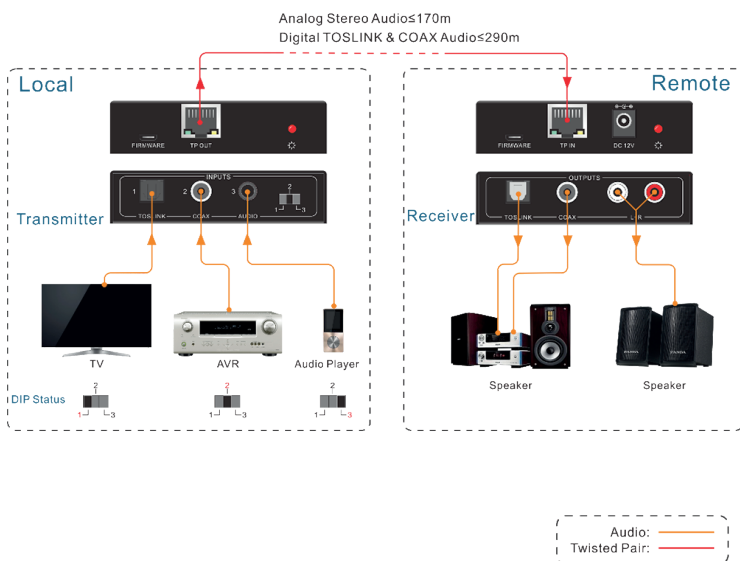 Analog Stereo Audio≤170m
Digital TOSLINK & COAX Audio≤290m
Local
Remote
FIRMWARE TP OUT
FIRMWARE TP IN DC 12V
INPUTS
1 2 3 2
1 3
TOSLINK COAX AUDIO
Transmitter
OUTPUTS
TOSLINK COAX L R
Receiver
TV
AVR
Audio Player
Speaker
Speaker
DIP Status
2
1 3
2
1 3
2
1 3
Audio:
Twisted Pair: